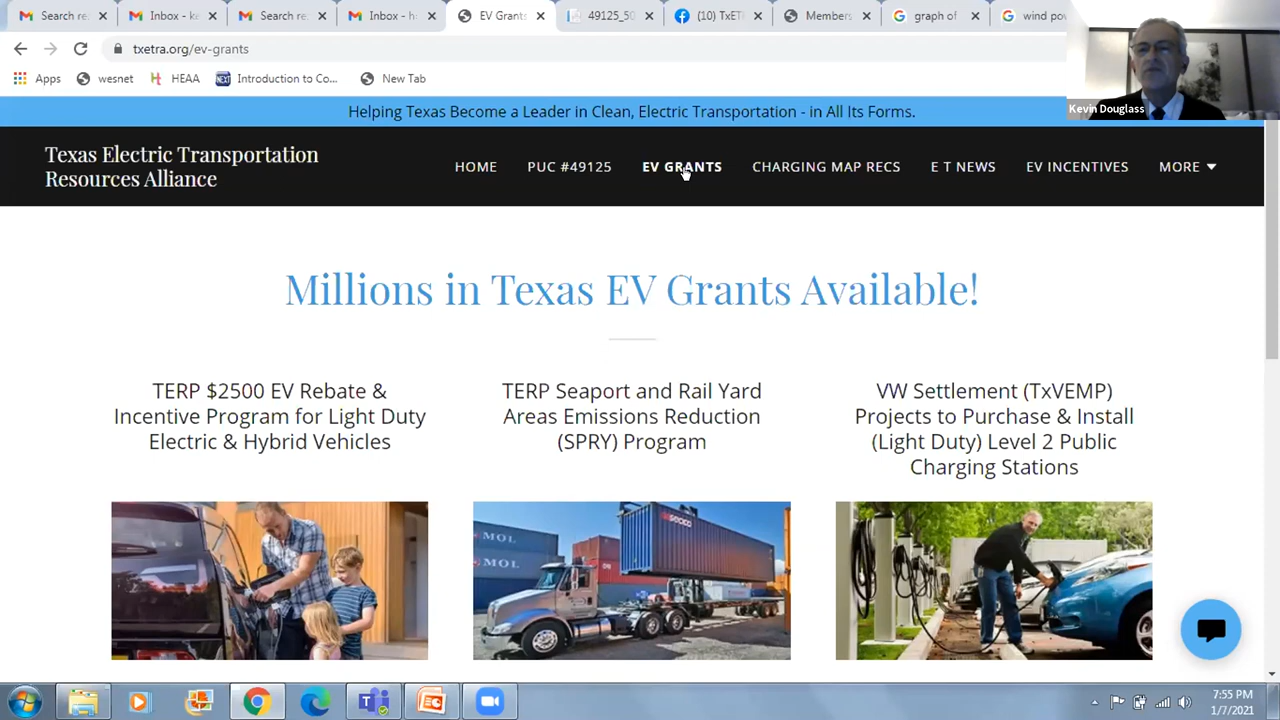 Search re
Inbox - ke
Search re
Inbox - h
EV Grants
49125_50
(10) TxET
Members
graph of
wind pov
txetra.org/ev-grants
Apps
wesnet
HEAA
Introduction to Co...
New Tab
Kevin Douglass
Helping Texas Become a Leader in Clean, Electric Transportation - in All Its Forms.
Texas Electric Transportation
Resources Alliance
HOME
PUC #49125
EV GRANTS
CHARGING MAP RECS
E T NEWS
EV INCENTIVES
MORE
Millions in Texas EV Grants Available!
TERP $2500 EV Rebate &
Incentive Program for Light Duty
Electric & Hybrid Vehicles
TERP Seaport and Rail Yard
Areas Emissions Reduction
(SPRY) Program
VW Settlement (TxVEMP)
Projects to Purchase & Install
(Light Duty) Level 2 Public
Charging Stations
MOL
MOL
7:55 PM
1/7/2021